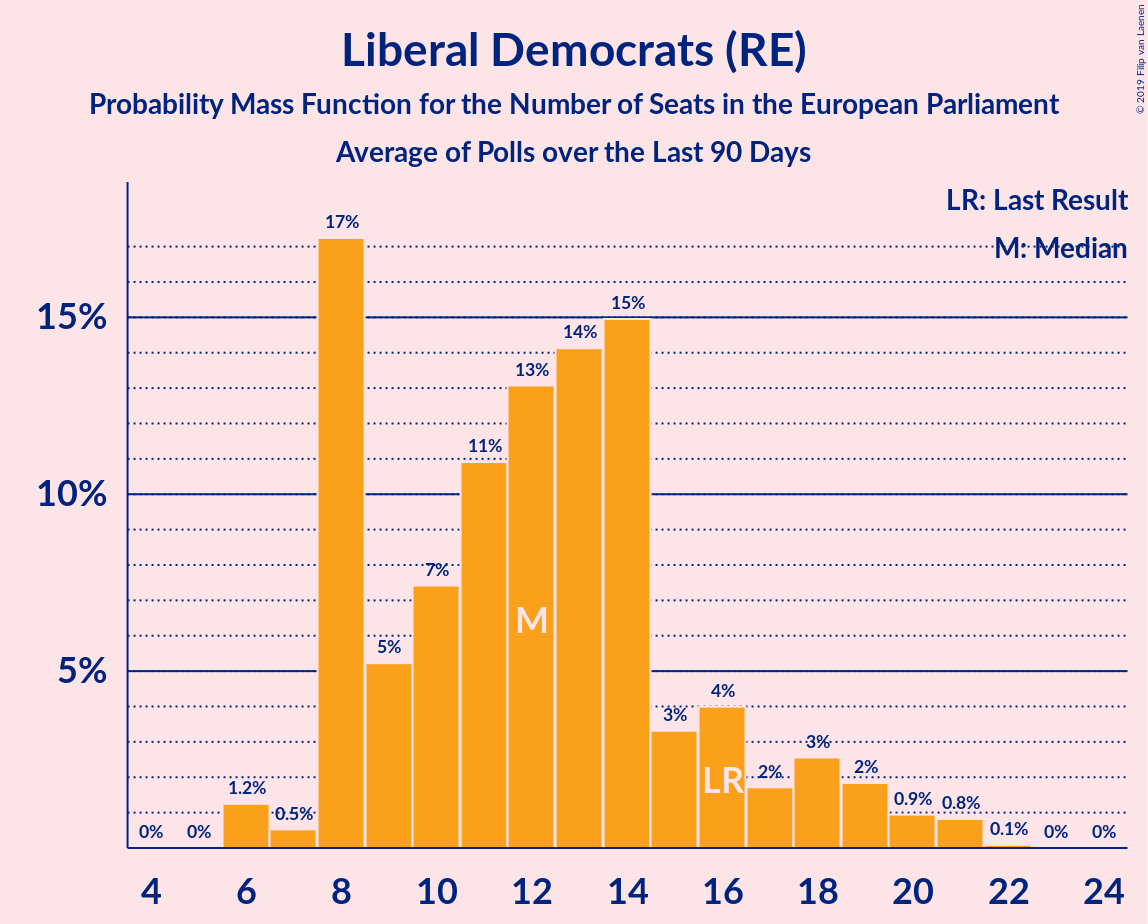 Liberal Democrats (RE)
Probability Mass Function for the Number of Seats in the European Parliament
Average of Polls over the Last 90 Days
© 2019 Filip van Laenen
LR: Last Result
M: Median
15%
10%
5%
0%
0%
1.2%
0.5%
17%
5%
7%
11%
13%
14%
15%
3%
4%
2%
3%
2%
0.9%
0.8%
0.1%
0%
0%
M
LR
4 6 8 10 12 14 16 18 20 22 24